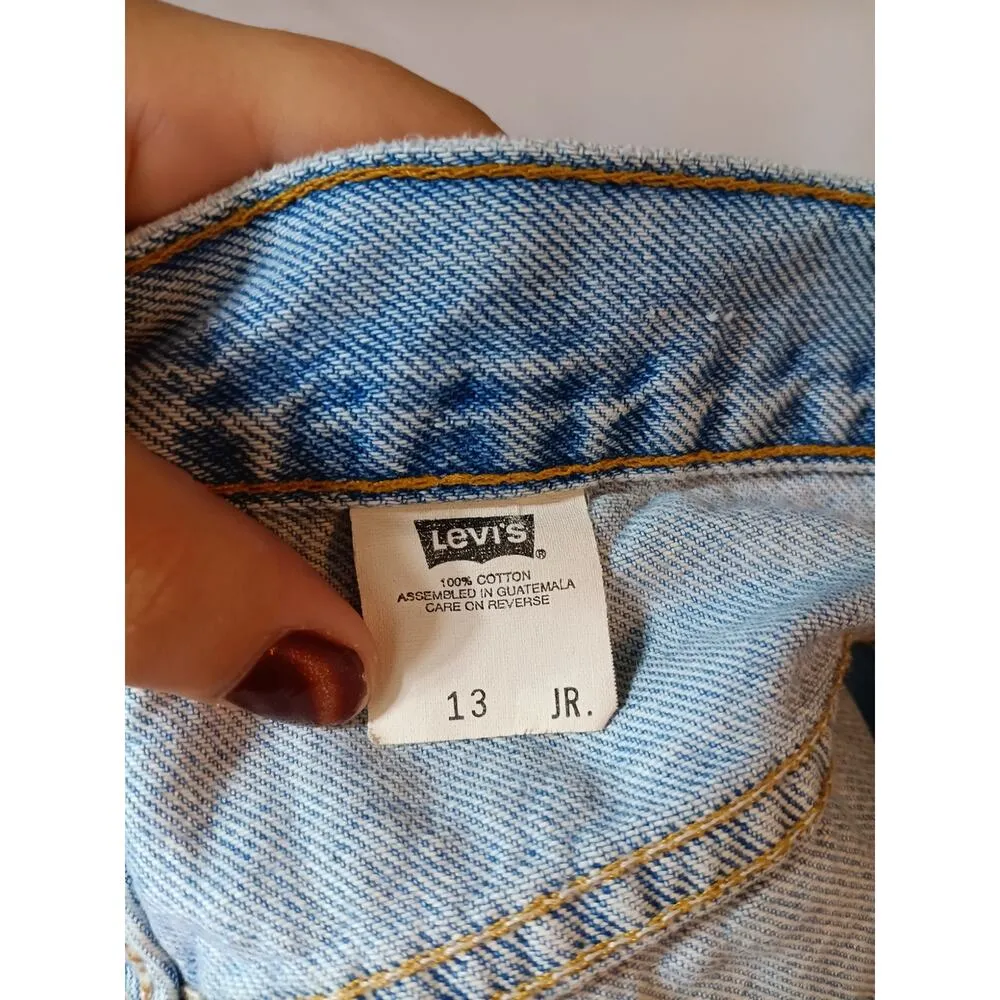 Levi's ®
100% COTTON
ASSEMBLED IN GUATEMALA
CARE ON REVERSE
13 JR.